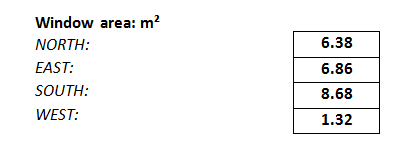 Window area: m²
NORTH: 6.38
EAST: 6.86
SOUTH: 8.68
WEST: 1.32